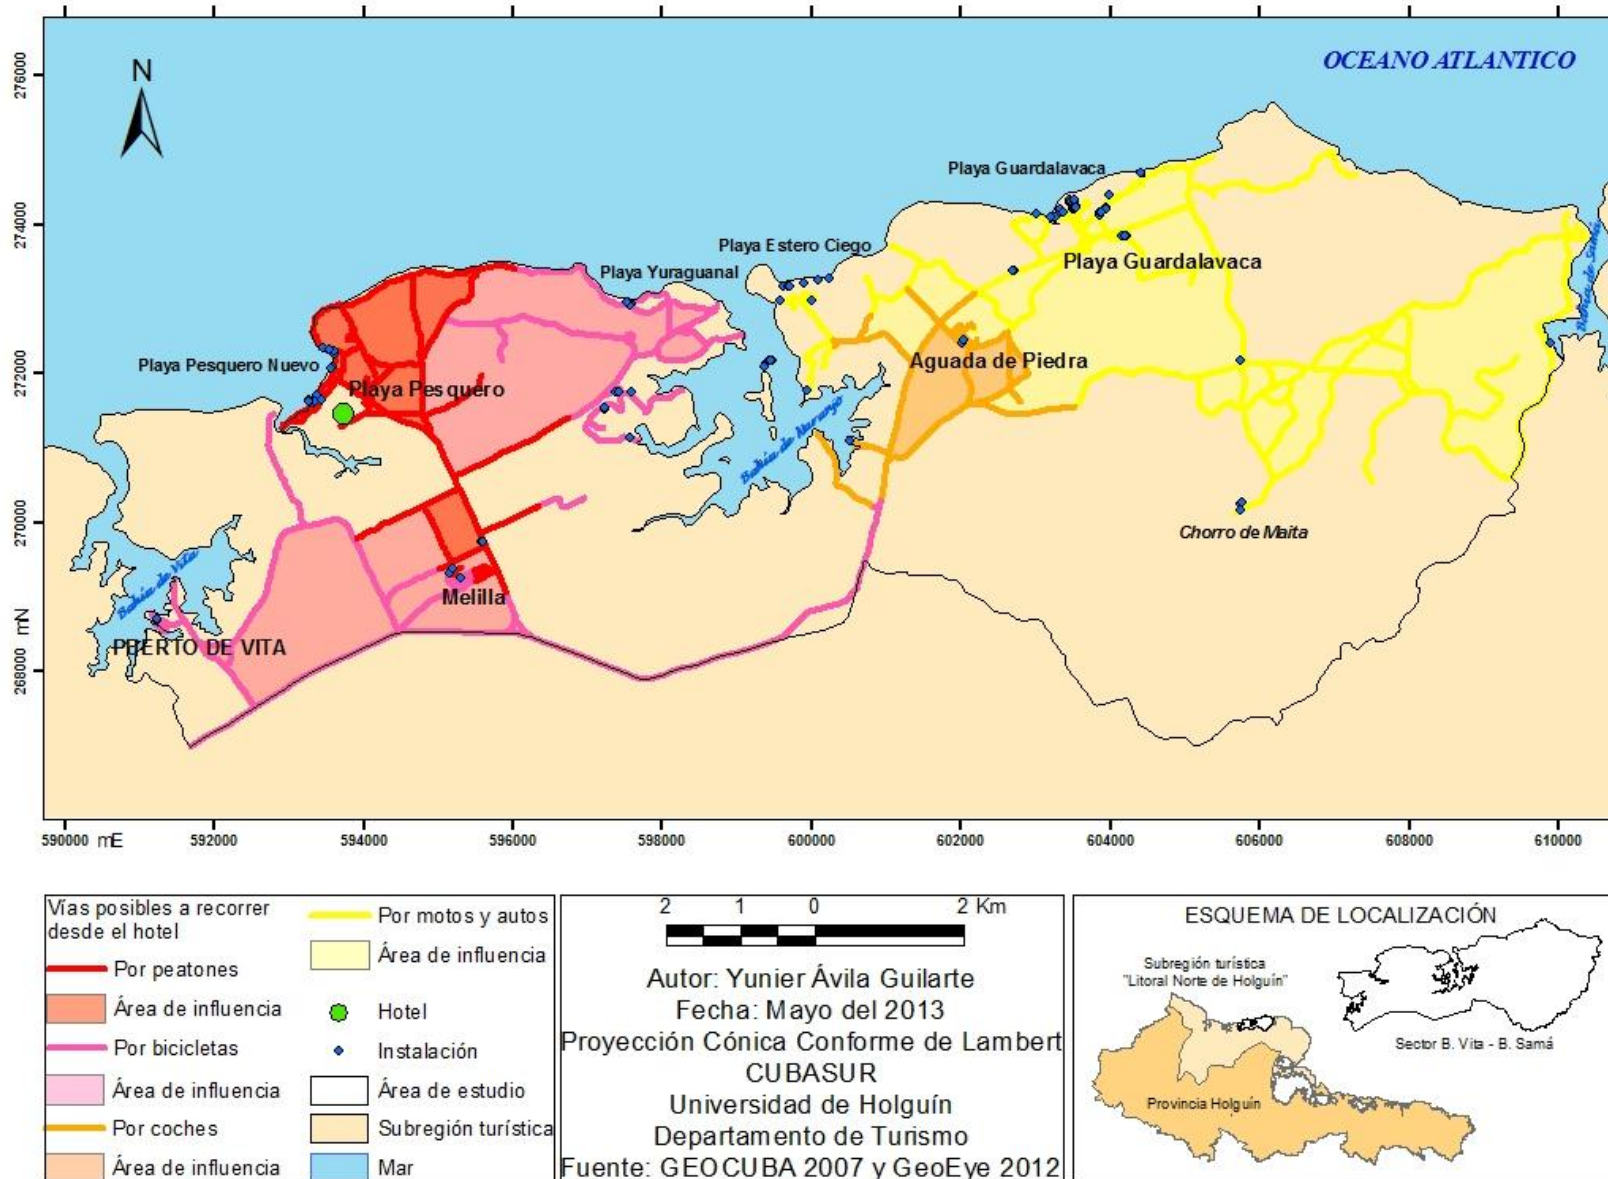 OCEANO ATLANTICO
N
Playa Guardalavaca
Playa Estero Ciego
Playa Guardalavaca
Playa Yuraguanal
Bahía de Samá
Playa Pesquero Nuevo
Playa Pesquero
Aguada de Piedra
Bahía de Naranjo
Chorro de Maita
Bahía de Vita
Melilla
PUERTO DE VITA
276000
274000
272000
270000
268000
mN
590000 mE
592000
594000
596000
598000
600000
602000
604000
606000
608000
610000
Vías posibles a recorrer
desde el hotel
Por peatones
Área de influencia
Por bicicletas
Área de influencia
Por coches
Área de influencia
Por motos y autos
Área de influencia
Hotel
Instalación
Área de estudio
Subregión turística
Mar
2 1 0 2 Km
Autor: Yunier Ávila Guilarte
Fecha: Mayo del 2013
Proyección Cónica Conforme de Lambert
CUBASUR
Universidad de Holguín
Departamento de Turismo
Fuente: GEOCUBA 2007 y GeoEye 2012
ESQUEMA DE LOCALIZACIÓN
Subregión turística
"Litoral Norte de Holguín"
Sector B. Vita - B. Samá
Provincia Holguín